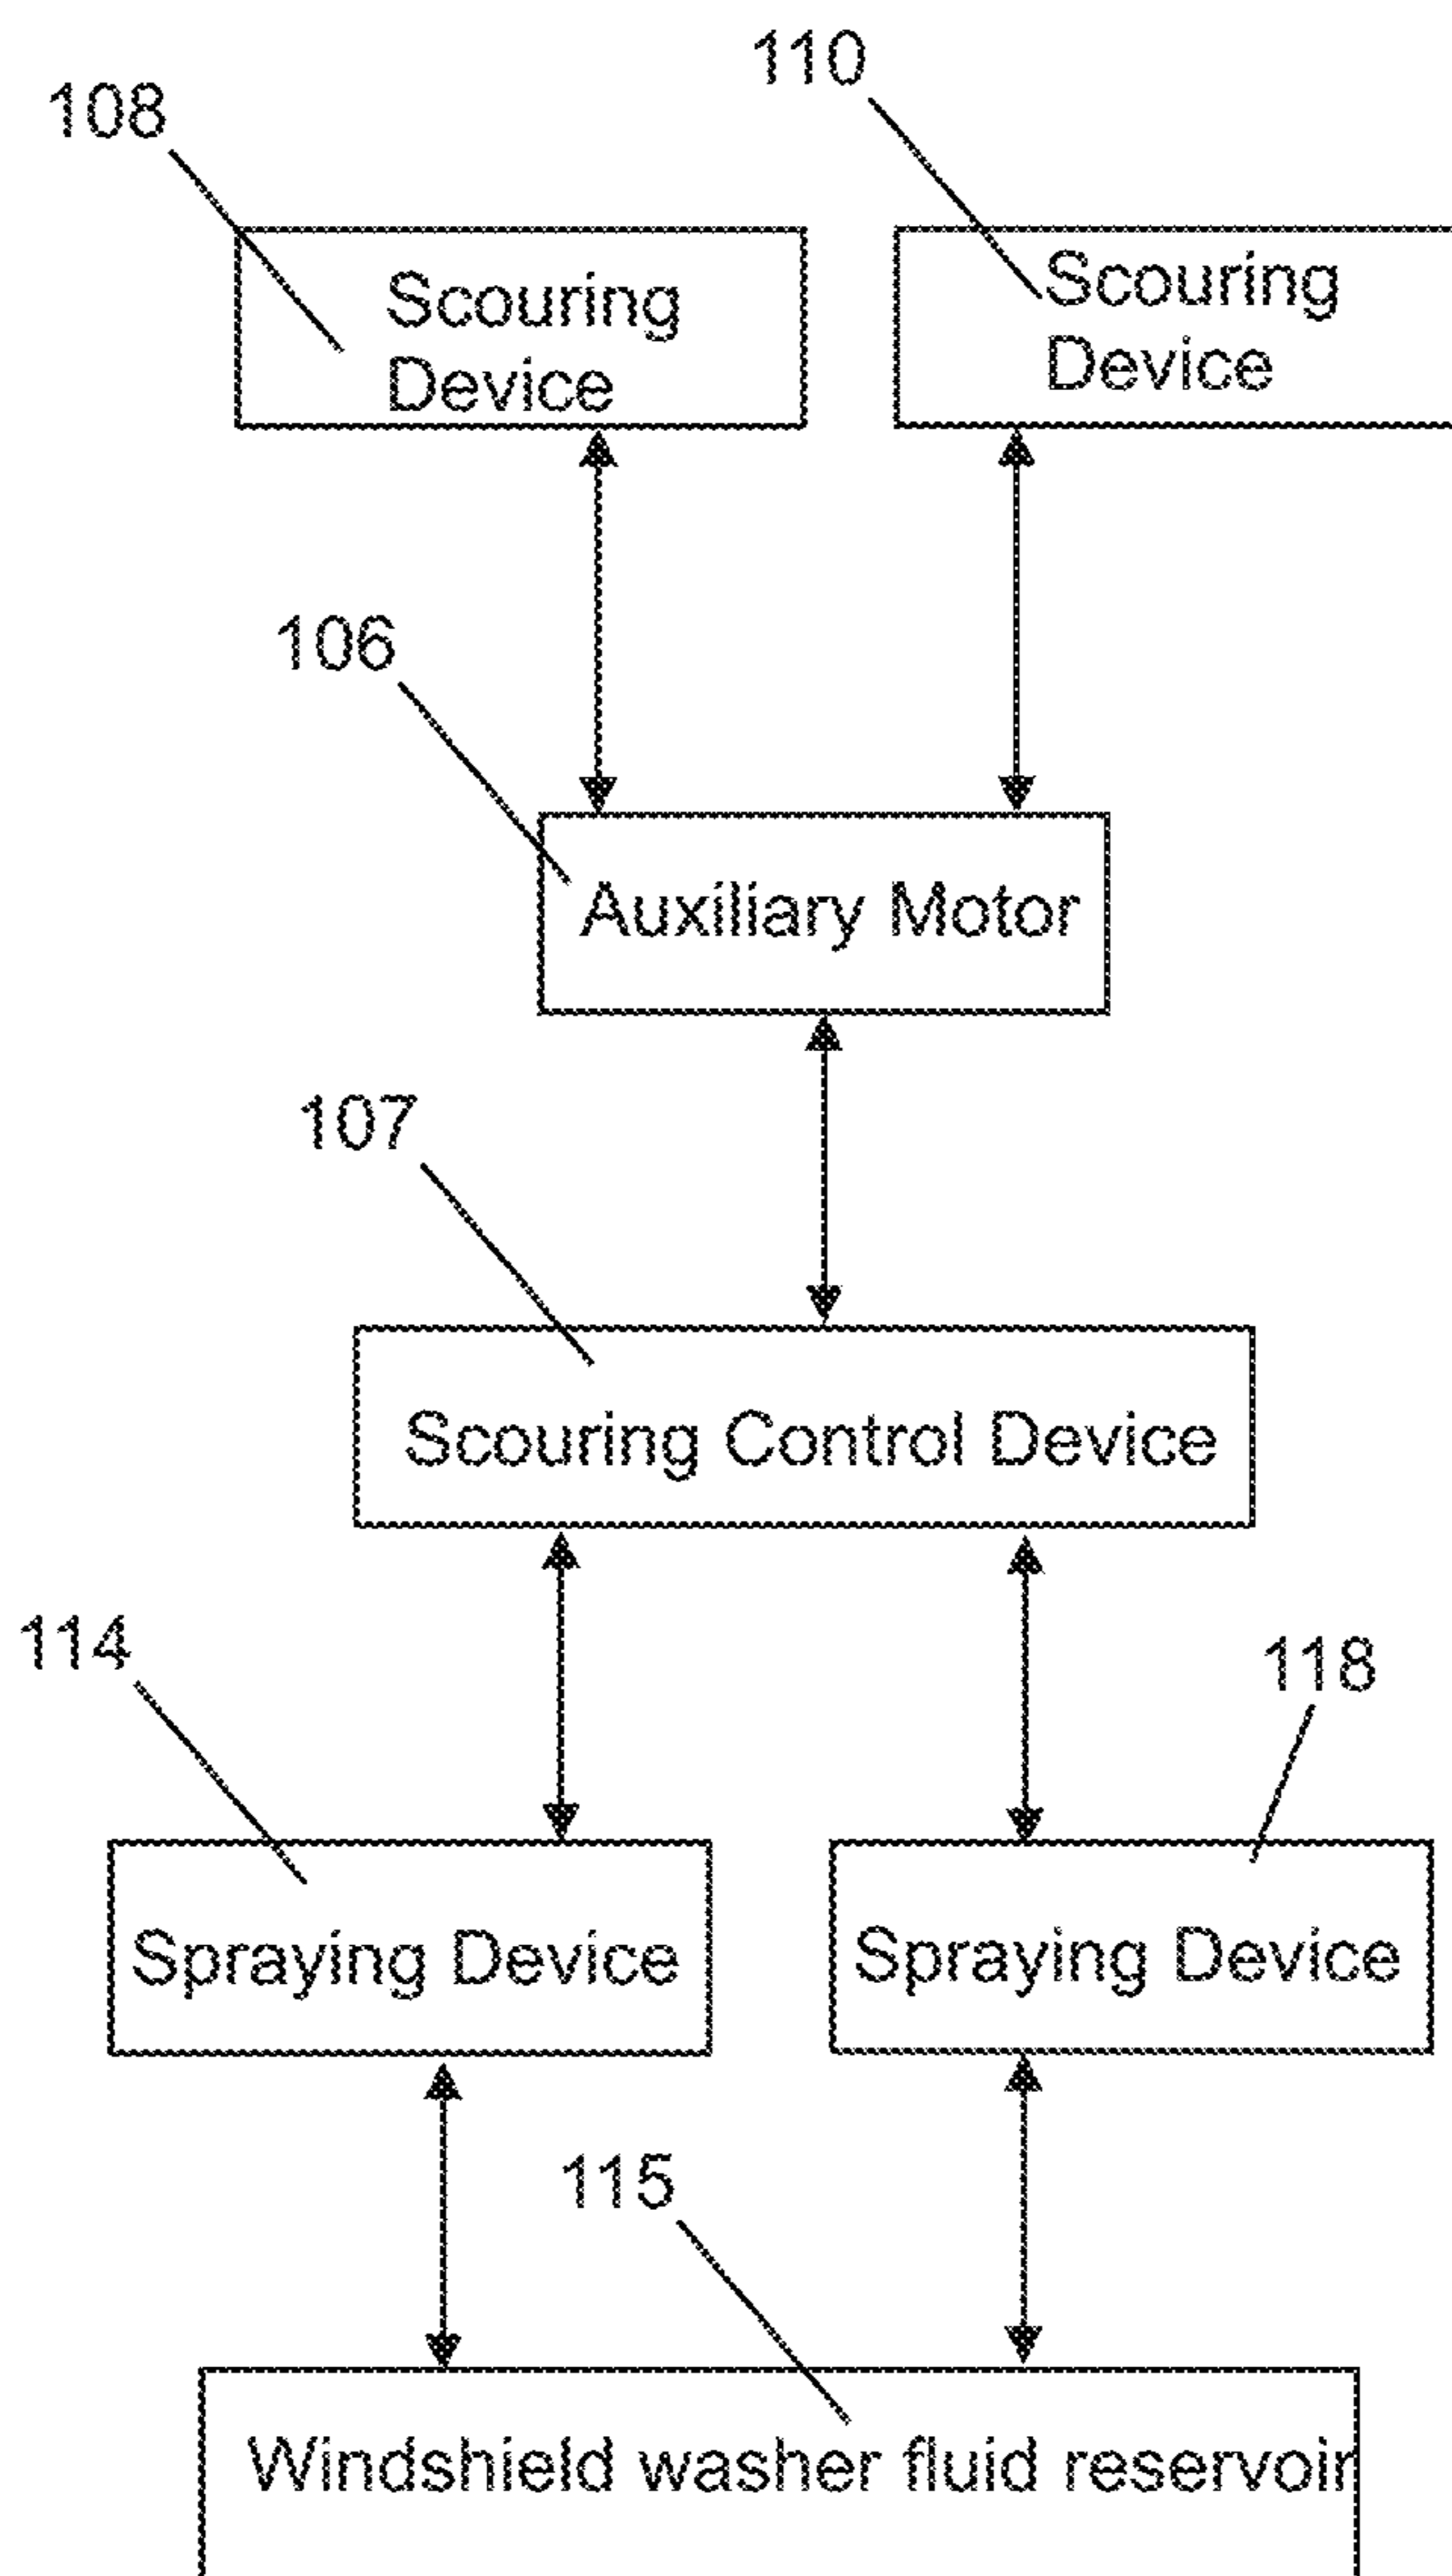 110
108
Scouring
Device
Scouring
Device
106
Auxiliary Motor
107
Scouring Control Device
114
118
Spraying Device
Spraying Device
115
Windshield washer fluid reservoir